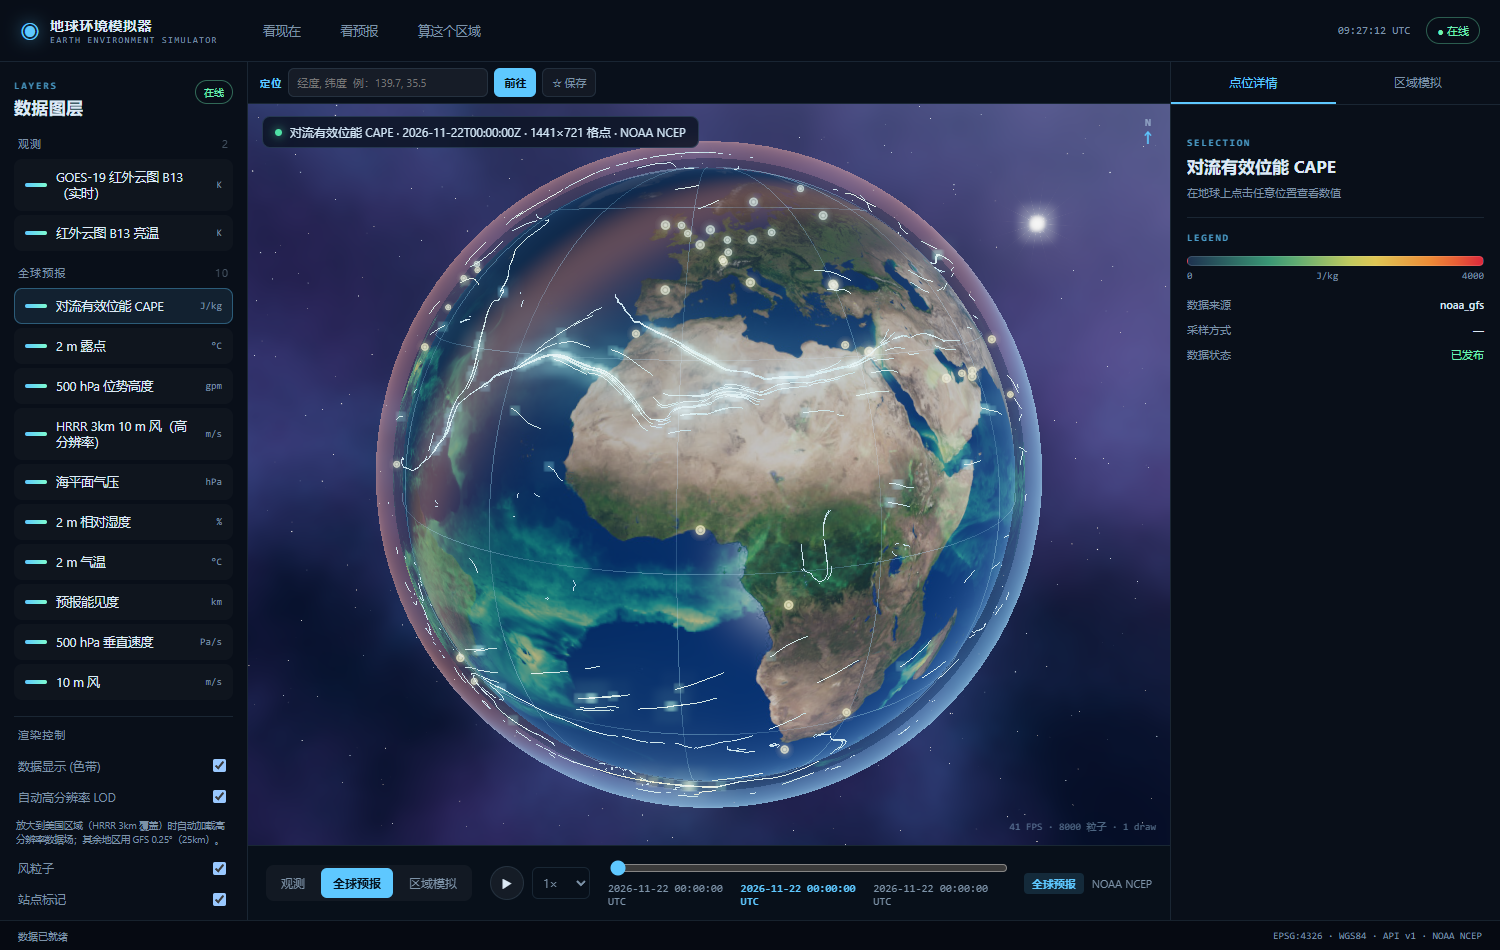 地球环境模拟器
EARTH ENVIRONMENT SIMULATOR
看现在
看预报
算这个区域
09:27:12 UTC
在线
LAYERS
数据图层
在线
观测
2
GOES-19 红外云图 B13
（实时）
K
红外云图 B13 亮温
K
全球预报
10
对流有效位能 CAPE
J/kg
2 m 露点
°C
500 hPa 位势高度
gpm
HRRR 3km 10 m 风（高
分辨率）
m/s
海平面气压
hPa
2 m 相对湿度
%
2 m 气温
°C
预报能见度
km
500 hPa 垂直速度
Pa/s
10 m 风
m/s
渲染控制
数据显示 (色带)
自动高分辨率 LOD
放大到美国区域（HRRR 3km 覆盖）时自动加载高
分辨率数据场；其余地区用 GFS 0.25°（25km）。
风粒子
站点标记
定位
经度, 纬度 例：139.7, 35.5
前往
☆ 保存
对流有效位能 CAPE · 2026-11-22T00:00:00Z · 1441×721 格点 · NOAA NCEP
N
41 FPS · 8000 粒子 · 1 draw
观测
全球预报
区域模拟
1×
2026-11-22 00:00:00
UTC
2026-11-22 00:00:00
UTC
2026-11-22 00:00:00
UTC
全球预报
NOAA NCEP
点位详情
区域模拟
SELECTION
对流有效位能 CAPE
在地球上点击任意位置查看数值
LEGEND
0
J/kg
4000
数据来源
noaa_gfs
采样方式
—
数据状态
已发布
数据已就绪
EPSG:4326 · WGS84 · API v1 · NOAA NCEP